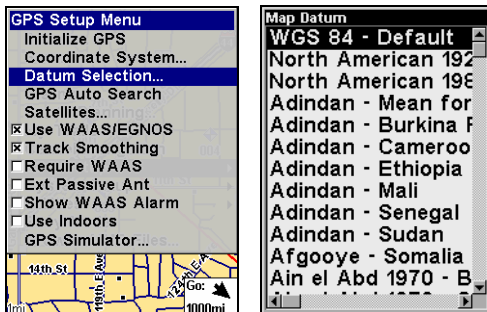 GPS Setup Menu
Initialize GPS
Coordinate System...
Datum Selection...
GPS Auto Search
Satellites...
Use WAAS/EGNOS
Track Smoothing
Require WAAS
Ext Passive Ant
Show WAAS Alarm
Use Indoors
GPS Simulator...
14th_St
119th_E_Ave
Go:
1mi
1000mi
Map Datum
WGS 84 - Default
North American 192
North American 198
Adindan - Mean for
Adindan - Burkina F
Adindan - Cameroo
Adindan - Ethiopia
Adindan - Mali
Adindan - Senegal
Adindan - Sudan
Afgooye - Somalia
Ain el Abd 1970 - B